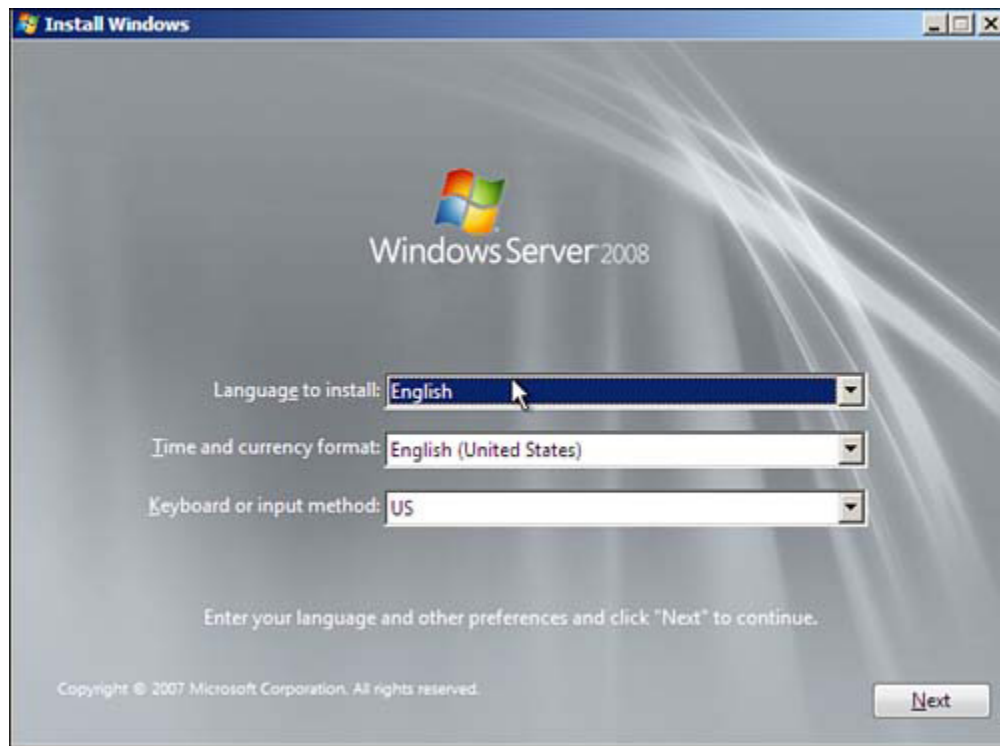 Install Windows
Windows Server 2008
Language to install: English
Time and currency format: English (United States)
Keyboard or input method: US
Enter your language and other preferences and click "Next" to continue.
Copyright © 2007 Microsoft Corporation. All rights reserved.
Next